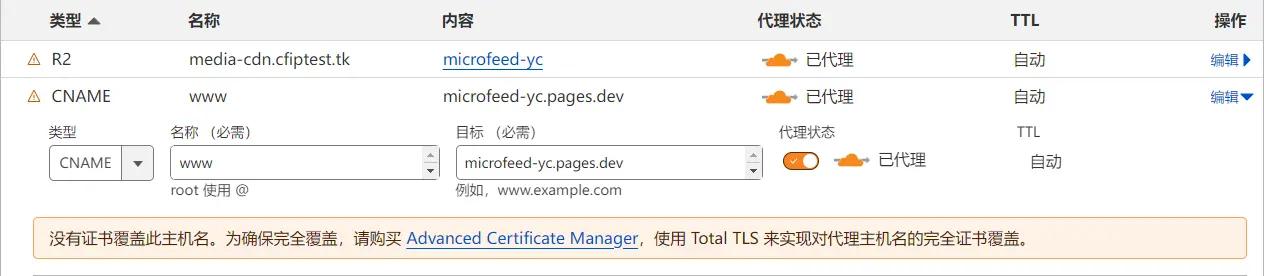 类型 名称 内容 代理状态 TTL 操作
R2 media-cdn.cfiptest.tk microfeed-yc 已代理 自动 编辑
CNAME www microfeed-yc.pages.dev 已代理 自动 编辑
类型 名称 （必需） 目标 （必需） 代理状态 TTL
CNAME www microfeed-yc.pages.dev 已代理 自动
root 使用 @ 例如，www.example.com
没有证书覆盖此主机名。为确保完全覆盖，请购买 Advanced Certificate Manager，使用 Total TLS 来实现对代理主机名的完全证书覆盖。